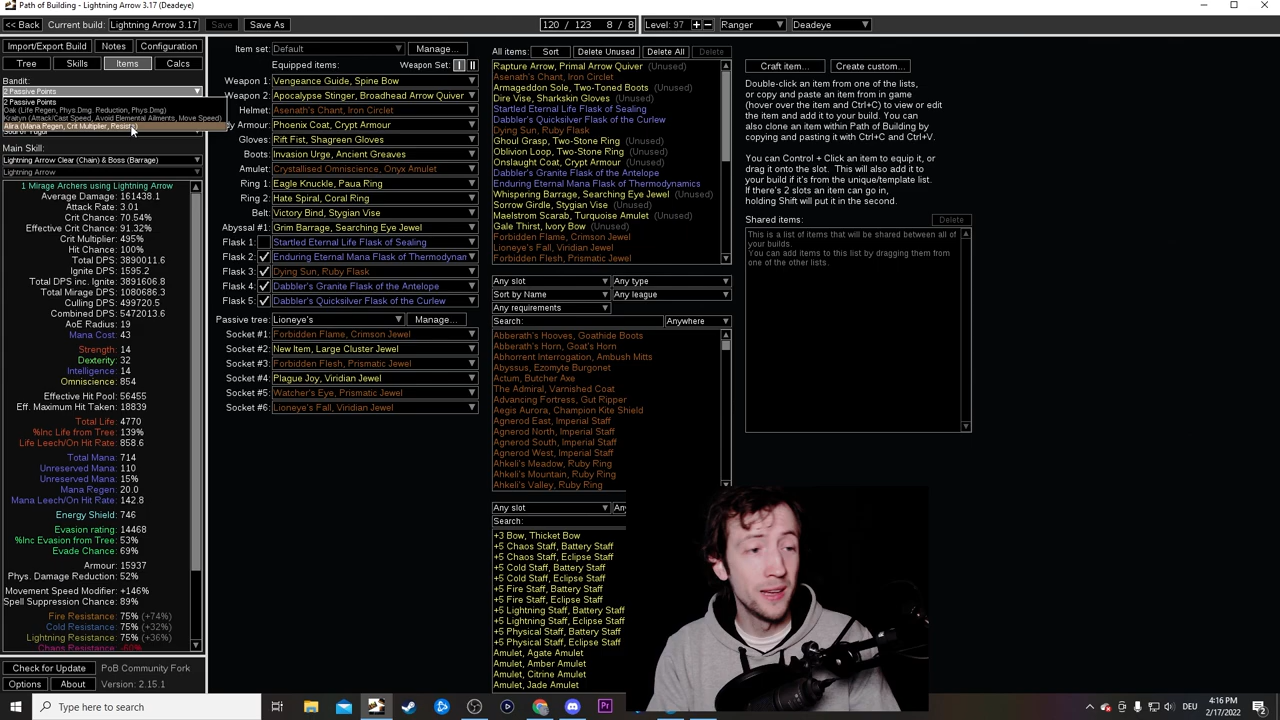 Path of Building - Lightning Arrow 3.17 (Deadeye)
<< Back
Current build:
Lightning Arrow 3.17
Save
Save As
120 / 123
8 / 8
Level: 97
+
Ranger
Deadeye
Import/Export Build
Notes
Configuration
Tree
Skills
Items
Calcs
Bandit:
2 Passive Points
2 Passive Points
Oak (Life Regen, Phys.Dmg. Reduction, Phys.Dmg)
Kraityn (Attack/Cast Speed, Avoid Elemental Ailments, Move Speed)
Alira (Mana Regen, Crit Multiplier, Resists)
Main Skill:
Lightning Arrow Clear (Chain) & Boss (Barrage)
Lightning Arrow
1 Mirage Archers using Lightning Arrow
Average Damage: 161438.1
Attack Rate: 3.01
Crit Chance: 70.54%
Effective Crit Chance: 91.32%
Crit Multiplier: 495%
Hit Chance: 100%
Total DPS: 3890011.6
Ignite DPS: 1595.2
Total DPS inc. Ignite: 3891606.8
Total Mirage DPS: 1080686.3
Culling DPS: 499720.5
Combined DPS: 5472013.6
AoE Radius: 19
Mana Cost: 43
Strength: 14
Dexterity: 32
Intelligence: 14
Omniscience: 854
Effective Hit Pool: 56455
Eff. Maximum Hit Taken: 18839
Total Life: 4770
%Inc Life from Tree: 139%
Life Leech/On Hit Rate: 858.6
Total Mana: 714
Unreserved Mana: 110
Unreserved Mana: 15%
Mana Regen: 20.0
Mana Leech/On Hit Rate: 142.8
Energy Shield: 746
Evasion rating: 14468
%Inc Evasion from Tree: 53%
Evade Chance: 69%
Armour: 15937
Phys. Damage Reduction: 52%
Movement Speed Modifier: +146%
Spell Suppression Chance: 89%
Fire Resistance: 75% (+74%)
Cold Resistance: 75% (+32%)
Lightning Resistance: 75% (+36%)
Chaos Resistance: -60%
Check for Update
PoB Community Fork
Options
About
Version: 2.15.1
Item set: Default
Manage...
Equipped items:
Weapon Set:
I
II
Weapon 1: Vengeance Guide, Spine Bow
Weapon 2: Apocalypse Stinger, Broadhead Arrow Quiver
Helmet: Asenath's Chant, Iron Circlet
y Armour: Phoenix Coat, Crypt Armour
Gloves: Rift Fist, Shagreen Gloves
Boots: Invasion Urge, Ancient Greaves
Amulet: Crystallised Omniscience, Onyx Amulet
Ring 1: Eagle Knuckle, Paua Ring
Ring 2: Hate Spiral, Coral Ring
Belt: Victory Bind, Stygian Vise
Abyssal #1: Grim Barrage, Searching Eye Jewel
Flask 1: Startled Eternal Life Flask of Sealing
Flask 2: Enduring Eternal Mana Flask of Thermodynam
Flask 3: Dying Sun, Ruby Flask
Flask 4: Dabbler's Granite Flask of the Antelope
Flask 5: Dabbler's Quicksilver Flask of the Curlew
Passive tree: Lioneye's
Manage...
Socket #1: Forbidden Flame, Crimson Jewel
Socket #2: New Item, Large Cluster Jewel
Socket #3: Forbidden Flesh, Prismatic Jewel
Socket #4: Plague Joy, Viridian Jewel
Socket #5: Watcher's Eye, Prismatic Jewel
Socket #6: Lioneye's Fall, Viridian Jewel
All items:
Sort
Delete Unused
Delete All
Delete
Rapture Arrow, Primal Arrow Quiver (Unused)
Asenath's Chant, Iron Circlet
Armageddon Sole, Two-Toned Boots (Unused)
Dire Vise, Sharkskin Gloves (Unused)
Startled Eternal Life Flask of Sealing
Dabbler's Quicksilver Flask of the Curlew
Dying Sun, Ruby Flask
Ghoul Grasp, Two-Stone Ring (Unused)
Oblivion Loop, Two-Stone Ring (Unused)
Onslaught Coat, Crypt Armour (Unused)
Dabbler's Granite Flask of the Antelope
Enduring Eternal Mana Flask of Thermodynamics
Whispering Barrage, Searching Eye Jewel (Unused)
Sorrow Girdle, Stygian Vise (Unused)
Maelstrom Scarab, Turquoise Amulet (Unused)
Gale Thirst, Ivory Bow (Unused)
Forbidden Flame, Crimson Jewel
Lioneye's Fall, Viridian Jewel
Forbidden Flesh, Prismatic Jewel
Any slot
Any type
Sort by Name
Any league
Any requirements
Search:
Anywhere
Abberath's Hooves, Goathide Boots
Abberath's Horn, Goat's Horn
Abhorrent Interrogation, Ambush Mitts
Abyssus, Ezomyte Burgonet
Actum, Butcher Axe
The Admiral, Varnished Coat
Advancing Fortress, Gut Ripper
Aegis Aurora, Champion Kite Shield
Agnerod East, Imperial Staff
Agnerod North, Imperial Staff
Agnerod South, Imperial Staff
Agnerod West, Imperial Staff
Ahkeli's Meadow, Ruby Ring
Ahkeli's Mountain, Ruby Ring
Ahkeli's Valley, Ruby Ring
Any slot
Search:
+3 Bow, Thicket Bow
+5 Chaos Staff, Battery Staff
+5 Chaos Staff, Eclipse Staff
+5 Cold Staff, Battery Staff
+5 Cold Staff, Eclipse Staff
+5 Fire Staff, Battery Staff
+5 Fire Staff, Eclipse Staff
+5 Lightning Staff, Battery Staff
+5 Lightning Staff, Eclipse Staff
+5 Physical Staff, Battery Staff
+5 Physical Staff, Eclipse Staff
Amulet, Agate Amulet
Amulet, Amber Amulet
Amulet, Citrine Amulet
Amulet, Jade Amulet
Craft item...
Create custom...
Double-click an item from one of the lists,
or copy and paste an item from in game
(hover over the item and Ctrl+C) to view or edit
the item and add it to your build. You can
also clone an item within Path of Building by
copying and pasting it with Ctrl+C and Ctrl+V.
You can Control + Click an item to equip it, or
drag it onto the slot. This will also add it to
your build if it's from the unique/template list.
If there's 2 slots an item can go in,
holding Shift will put it in the second.
Shared items:
Delete
This is a list of items that will be shared between all of
your builds.
You can add items to this list by dragging them from
one of the other lists.
Type here to search
DEU
4:16 PM
2/17/2022